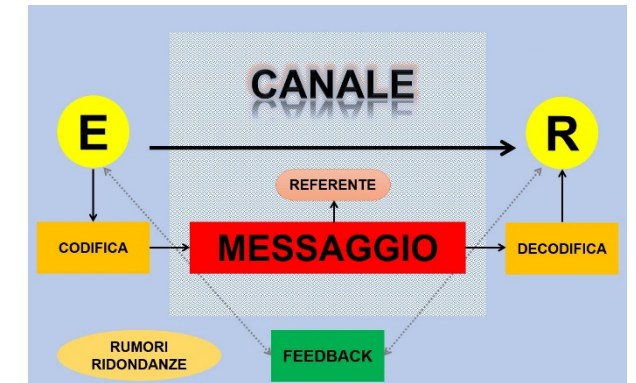 CANALE
E
R
REFERENTE
CODIFICA
MESSAGGIO
DECODIFICA
RUMORI
RIDONDANZE
FEEDBACK